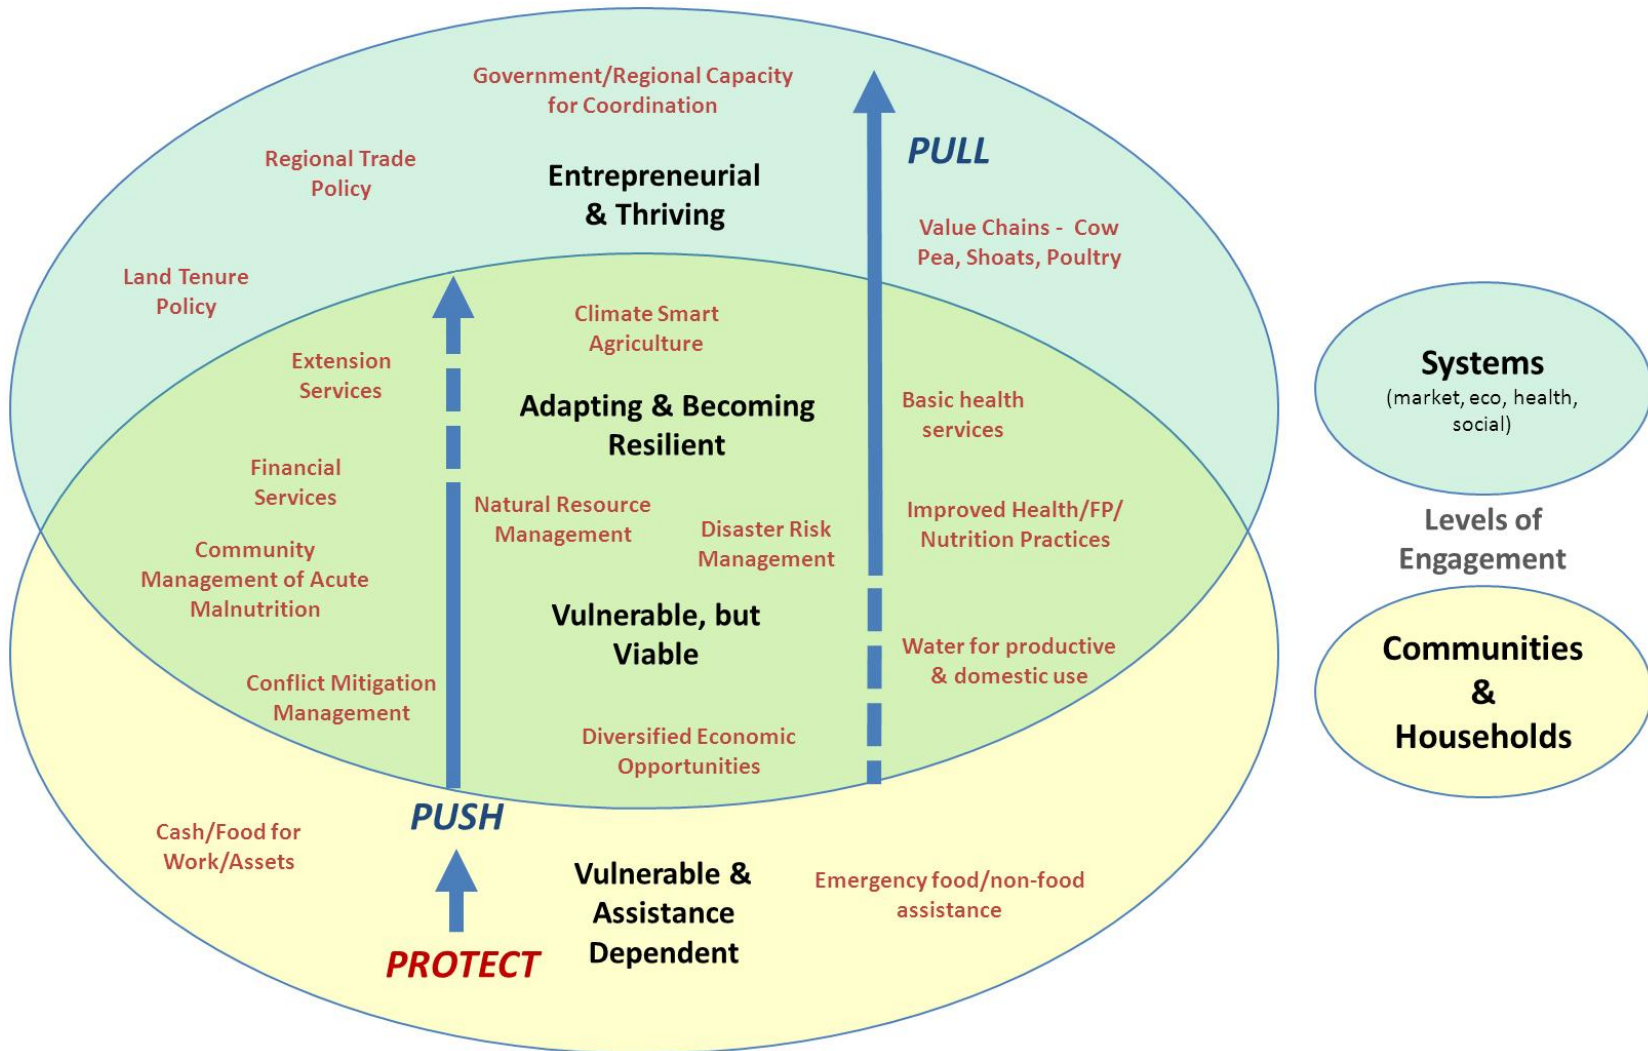 Government/Regional Capacity
for Coordination
PULL
Regional Trade
Policy
Entrepreneurial
& Thriving
Value Chains -  Cow
Pea, Shoats, Poultry
Land Tenure
Policy
Climate Smart
Agriculture
Extension
Services
Adapting & Becoming
Resilient
Basic health
services
Financial
Services
Natural Resource
Management
Disaster Risk
Management
Improved Health/FP/
Nutrition Practices
Community
Management of Acute
Malnutrition
Vulnerable, but
Viable
Water for productive
& domestic use
Conflict Mitigation
Management
Diversified Economic
Opportunities
PUSH
Cash/Food for
Work/Assets
Vulnerable &
Assistance
Dependent
Emergency food/non-food
assistance
PROTECT
Systems
(market, eco, health,
social)
Levels of
Engagement
Communities
&
Households